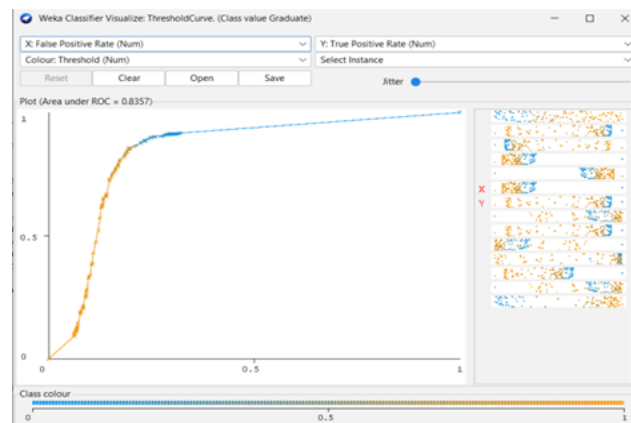 Weka Classifier Visualize: ThresholdCurve. (Class value Graduate)
X: False Positive Rate (Num)
Y: True Positive Rate (Num)
Colour: Threshold (Num)
Select Instance
Reset
Clear
Open
Save
Jitter
Plot (Area under ROC = 0.8357)
1
0.5
0
0
0.5
1
X
Y
Class colour
0
0.5
1